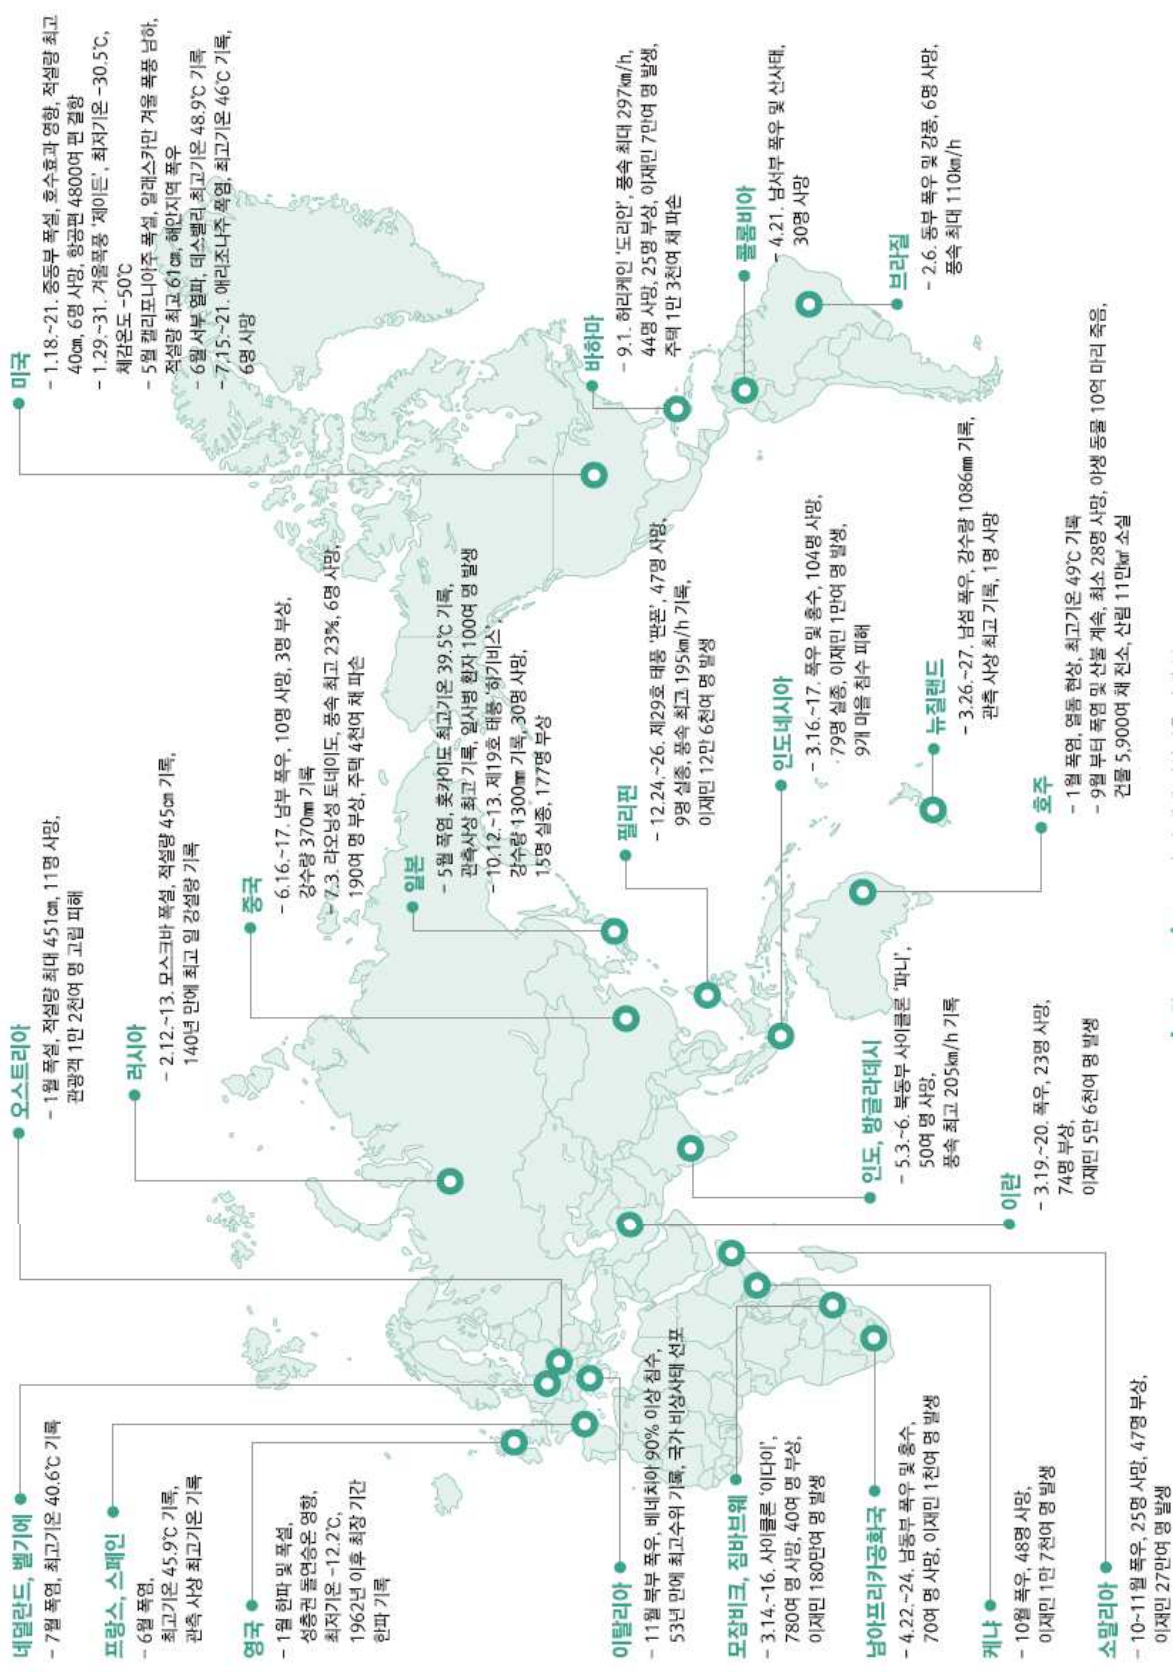 네덜란드, 벨기에
- 7월 폭염, 최고기온 40.6℃ 기록
프랑스, 스페인
- 6월 폭염,
최고기온 45.9℃ 기록,
관측 사상 최고기온 기록
영국
- 1월 한파 및 폭설,
성층권 돌연승온 영향,
최저기온 -12.2℃,
1962년 이후 최장 기간
한파 기록
이탈리아
- 11월 북부 폭우, 베네치아 90% 이상 침수,
53년 만에 최고수위 기록, 국가 비상사태 선포
모잠비크, 짐바브웨
- 3.14.~16. 사이클론 '이다이',
780여 명 사망, 40여 명 부상,
이재민 180만여 명 발생
남아프리카공화국
- 4.22.~24. 남동부 폭우 및 홍수,
70여 명 사망, 이재민 1천여 명 발생
케냐
- 10월 폭우, 48명 사망,
이재민 1만 7천여 명 발생
소말리아
- 10~11월 폭우, 25명 사망, 47명 부상,
이재민 27만여 명 발생
오스트리아
- 1월 폭설, 적설량 최대 451㎝, 11명 사망,
관광객 1만 2천여 명 고립 피해
러시아
- 2.12.~13. 모스크바 폭설, 적설량 45㎝ 기록,
140년 만에 최고 일 강설량 기록
중국
- 6.16.~17. 남부 폭우, 10명 사망, 3명 부상,
강수량 370㎜ 기록
- 7.3. 랴오닝성 토네이도, 풍속 최고 23%, 6명 사망,
190여 명 부상, 주택 4천여 채 파손
일본
- 5월 폭염, 홋카이도 최고기온 39.5℃ 기록,
관측사상 최고 기록, 일사병 환자 100여 명 발생
- 10.12.~13. 제19호 태풍 '하기비스',
강수량 1300㎜ 기록, 30명 사망,
15명 실종, 177명 부상
필리핀
- 12.24.~26. 제29호 태풍 '판폰', 47명 사망,
9명 실종, 풍속 최고 195㎞/h 기록,
이재민 12만 6천여 명 발생
인도네시아
- 3.16.~17. 폭우 및 홍수, 104명 사망,
79명 실종, 이재민 1만여 명 발생,
9개 마을 침수 피해
인도, 방글라데시
- 5.3.~6. 북동부 사이클론 '파니',
50여 명 사망,
풍속 최고 205㎞/h 기록
이란
- 3.19.~20. 폭우, 23명 사망,
74명 부상,
이재민 5만 6천여 명 발생
뉴질랜드
- 3.26.~27. 남섬 폭우, 강수량 1086㎜ 기록,
관측 사상 최고 기록, 1명 사망
호주
- 1월 폭염, 열돔 현상, 최고기온 49℃ 기록
- 9월 부터 폭염 및 산불 계속, 최소 28명 사망, 야생 동물 10억 마리 죽음,
건물 5,900여 채 전소, 산림 11만㎢ 소실
미국
- 1.18.~21. 중동부 폭설, 호수효과 영향, 적설량 최고
40㎝, 6명 사망, 항공편 4800여 편 결항
- 1.29.~31. 겨울폭풍 '제이든', 최저기온 -30.5℃,
체감온도 -50℃
- 5월 캘리포니아주 폭설, 알래스카만 겨울 폭풍 남하,
적설량 최고 61㎝, 해안지역 폭우
- 6월 서부 열파, 데스밸리 최고기온 48.9℃ 기록
- 7.15.~21. 애리조나주 폭염, 최고기온 46℃ 기록,
6명 사망
바하마
- 9.1. 허리케인 '도리안', 풍속 최대 297㎞/h,
44명 사망, 25명 부상, 이재민 7만여 명 발생,
주택 1만 3천여 채 파손
콜롬비아
- 4.21. 남서부 폭우 및 산사태,
30명 사망
브라질
- 2.6. 동부 폭우 및 강풍, 6명 사망,
풍속 최대 110㎞/h